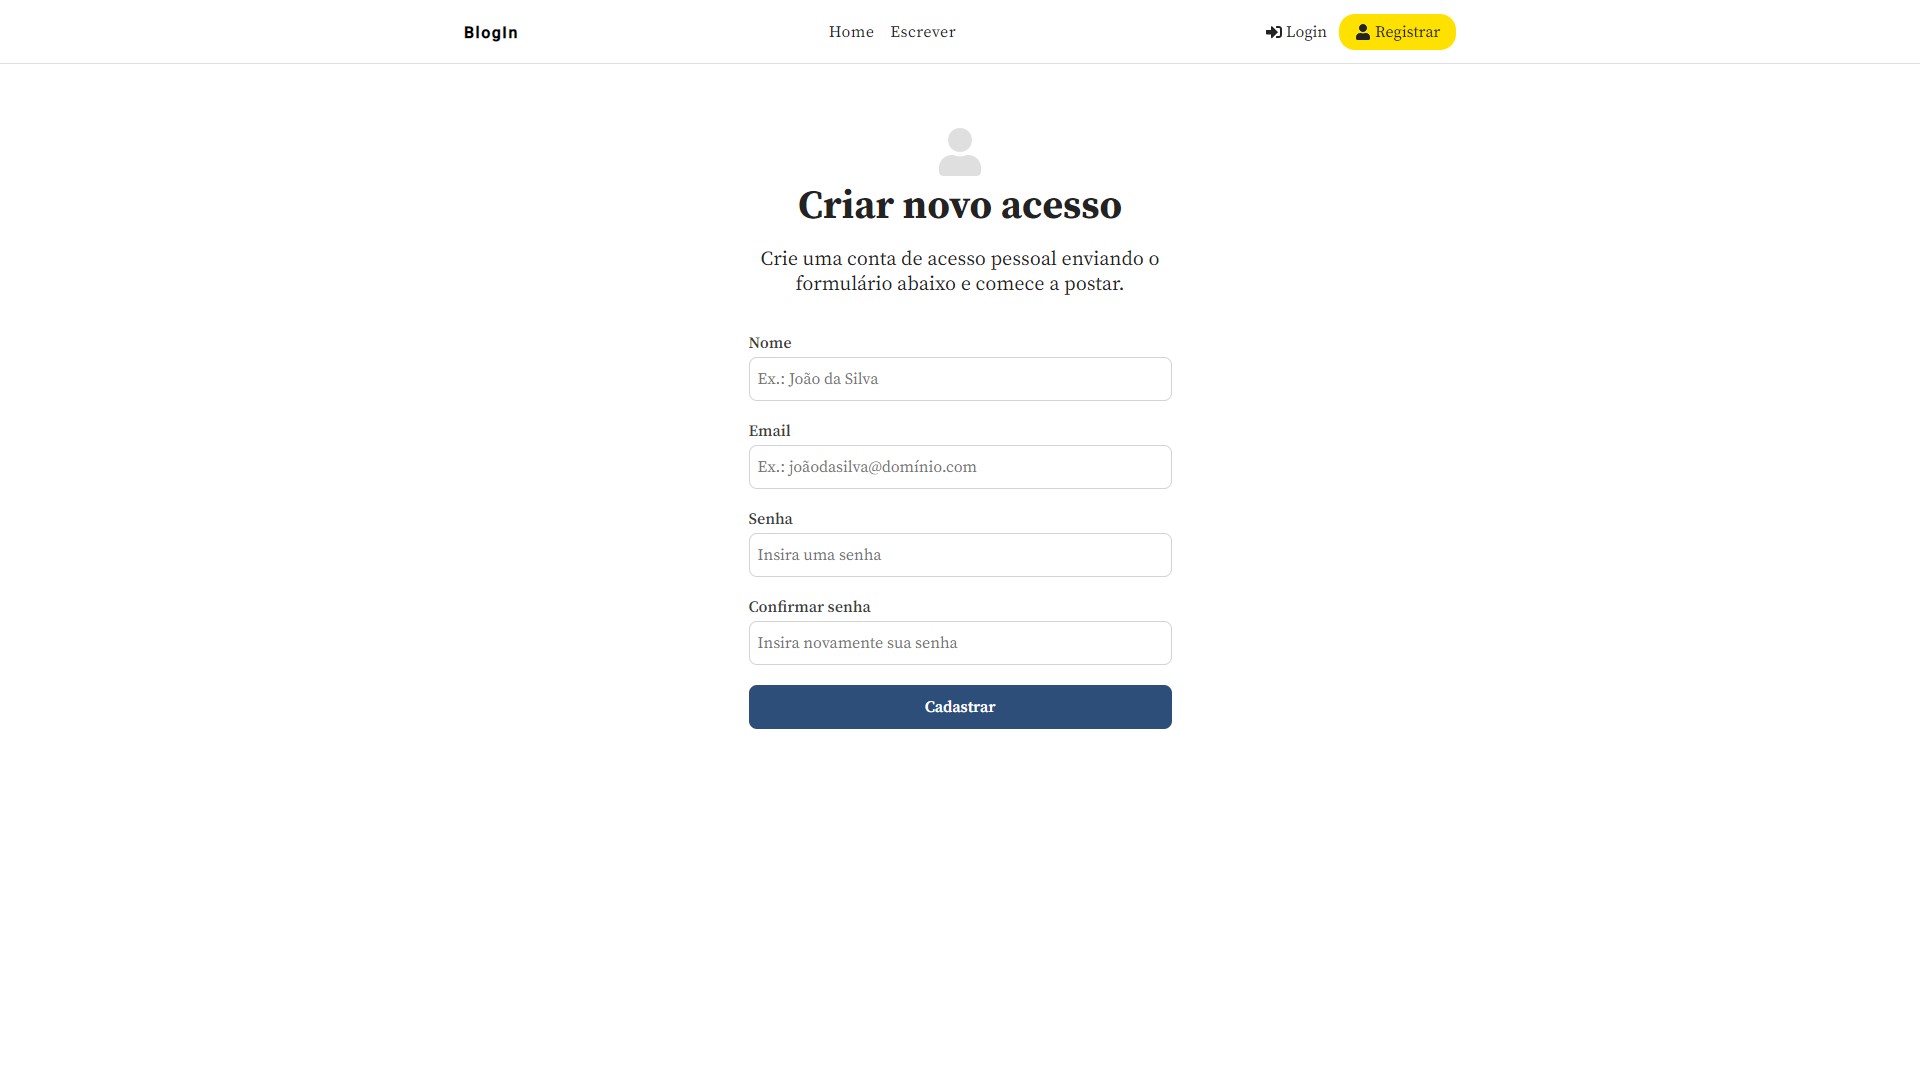 BlogIn
Home Escrever
Login Registrar
Criar novo acesso
Crie uma conta de acesso pessoal enviando o
formulário abaixo e comece a postar.
Nome
Ex.: João da Silva
Email
Ex.: joãodasilva@domínio.com
Senha
Insira uma senha
Confirmar senha
Insira novamente sua senha
Cadastrar